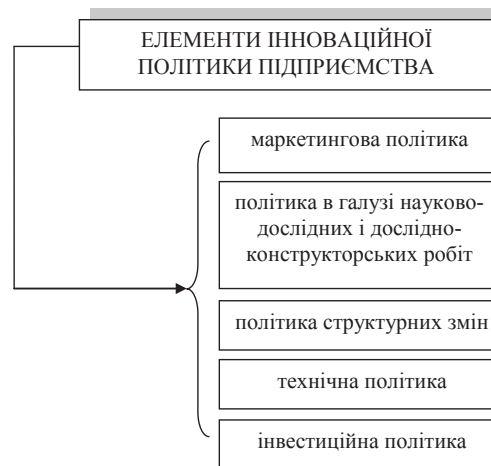 ЕЛЕМЕНТИ ІННОВАЦІЙНОЇ
ПОЛІТИКИ ПІДПРИЄМСТВА
маркетингова політика
політика в галузі науково-
дослідних і дослідно-
конструкторських робіт
політика структурних змін
технічна політика
інвестиційна політика